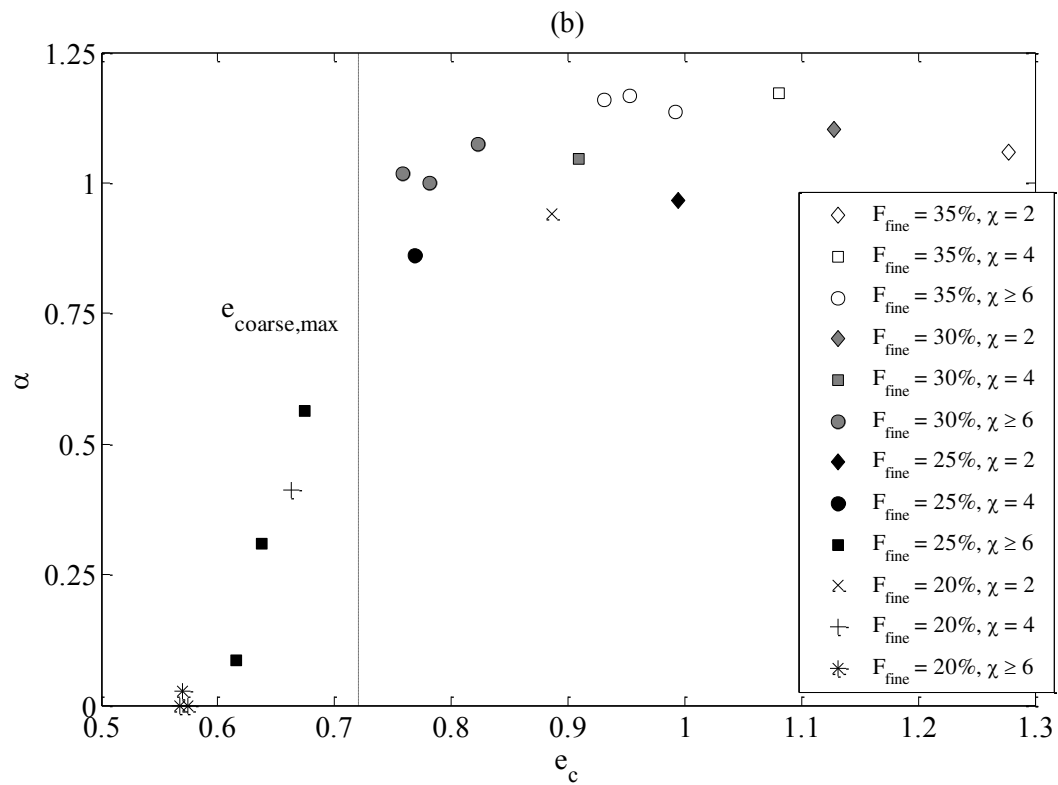 (b)
1.25
1
0.75
0.5
0.25
0
α
e_coarse,max
0.5 0.6 0.7 0.8 0.9 1 1.1 1.2 1.3
e_c
F_fine = 35%, χ = 2
F_fine = 35%, χ = 4
F_fine = 35%, χ ≥ 6
F_fine = 30%, χ = 2
F_fine = 30%, χ = 4
F_fine = 30%, χ ≥ 6
F_fine = 25%, χ = 2
F_fine = 25%, χ = 4
F_fine = 25%, χ ≥ 6
F_fine = 20%, χ = 2
F_fine = 20%, χ = 4
F_fine = 20%, χ ≥ 6